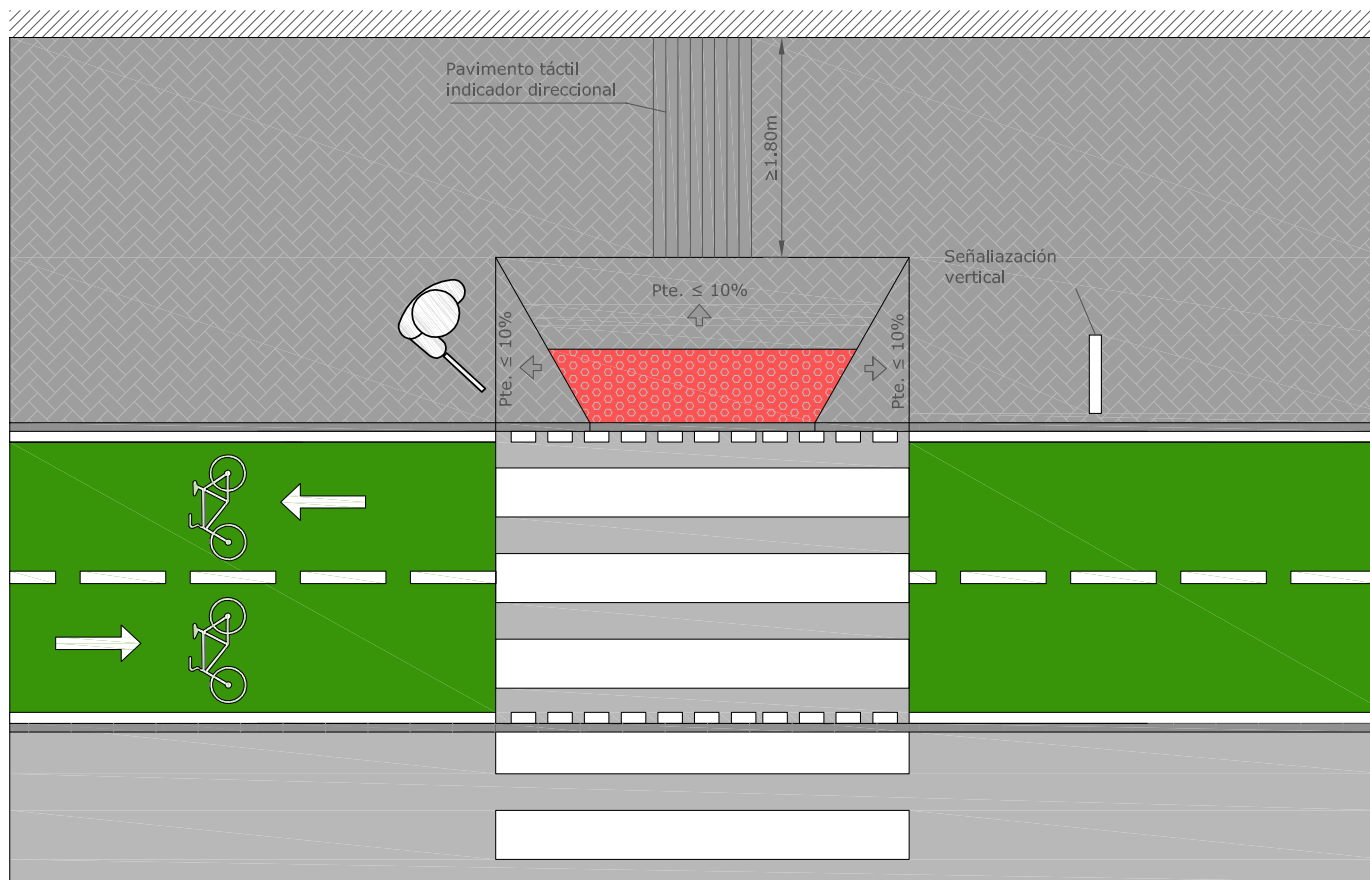 Pavimento táctil
indicador direccional
≥1.80m
Señaliazación
vertical
Pte. ≤ 10%
Pte. ≤ 10%
Pte. ≤ 10%